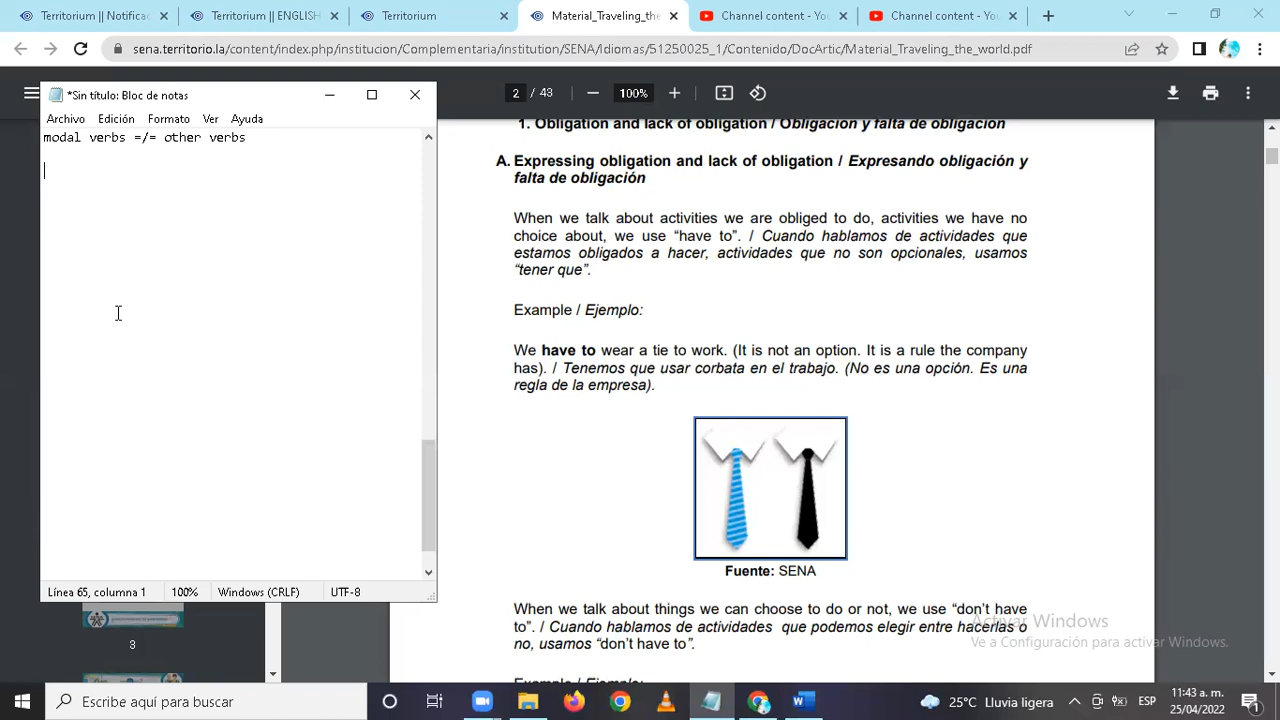 Territorium || Notificac
Territorium || ENGLISH
Territorium
Material_Traveling_the
Channel content - You
Channel content - You
sena.territorio.la/content/index.php/institucion/Complementaria/institution/SENA/Idiomas/51250025_1/Contenido/DocArtic/Material_Traveling_the_world.pdf
*Sin título: Bloc de notas
2 / 43
100%
Archivo Edición Formato Ver Ayuda
modal verbs =/= other verbs
Línea 65, columna 1
100%
Windows (CRLF)
UTF-8
3
1. Obligation and lack of obligation / Obligación y falta de obligación
A. Expressing obligation and lack of obligation / Expresando obligación y
falta de obligación
When we talk about activities we are obliged to do, activities we have no
choice about, we use “have to”. / Cuando hablamos de actividades que
estamos obligados a hacer, actividades que no son opcionales, usamos
“tener que”.
Example / Ejemplo:
We have to wear a tie to work. (It is not an option. It is a rule the company
has). / Tenemos que usar corbata en el trabajo. (No es una opción. Es una
regla de la empresa).
Fuente: SENA
When we talk about things we can choose to do or not, we use “don’t have
to”. / Cuando hablamos de actividades que podemos elegir entre hacerlas o
no, usamos “don’t have to”.
Example / Ejemplo:
Activar Windows
Ve a Configuración para activar Windows.
Escribe aquí para buscar
25°C Lluvia ligera
ESP
11:43 a. m.
25/04/2022
1